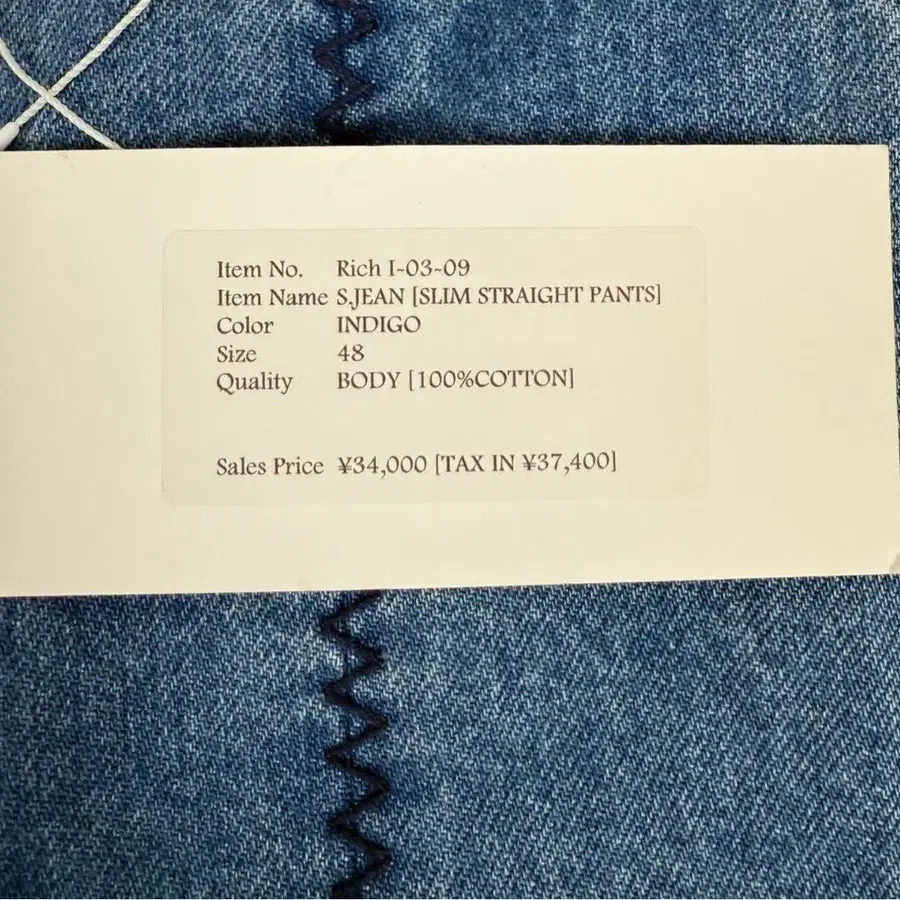 Item No. Rich I-03-09
Item Name S.JEAN [SLIM STRAIGHT PANTS]
Color INDIGO
Size 48
Quality BODY [100%COTTON]
Sales Price ¥34,000 [TAX IN ¥37,400]